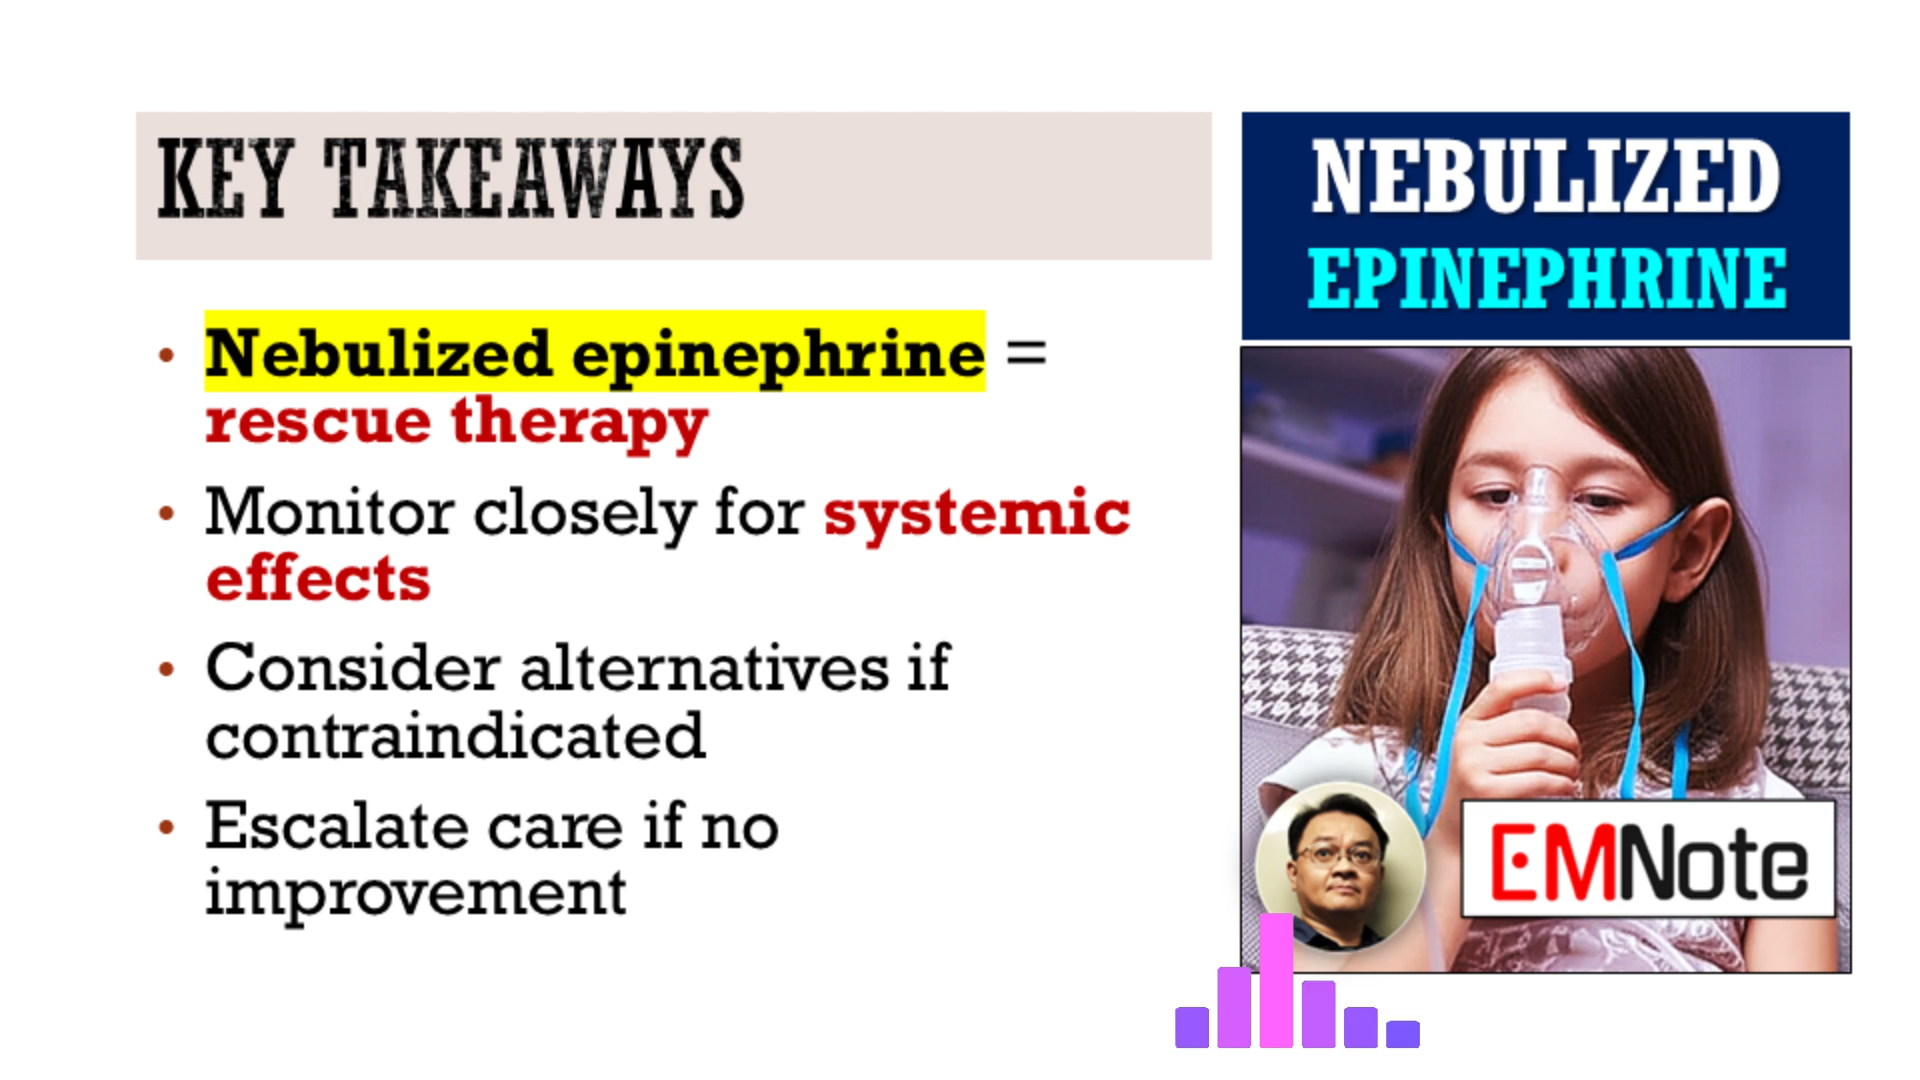 KEY TAKEAWAYS
• Nebulized epinephrine =
rescue therapy
• Monitor closely for systemic
effects
• Consider alternatives if
contraindicated
• Escalate care if no
improvement
NEBULIZED
EPINEPHRINE
EMNote